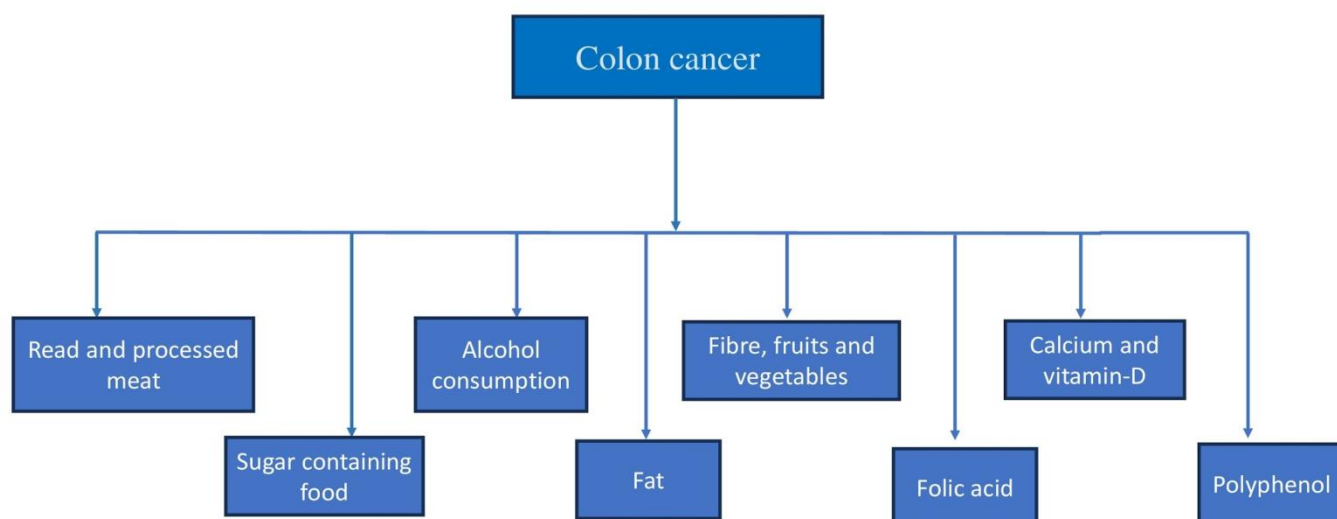 Colon cancer
Read and processed
meat
Sugar containing
food
Alcohol
consumption
Fat
Fibre, fruits and
vegetables
Folic acid
Calcium and
vitamin-D
Polyphenol